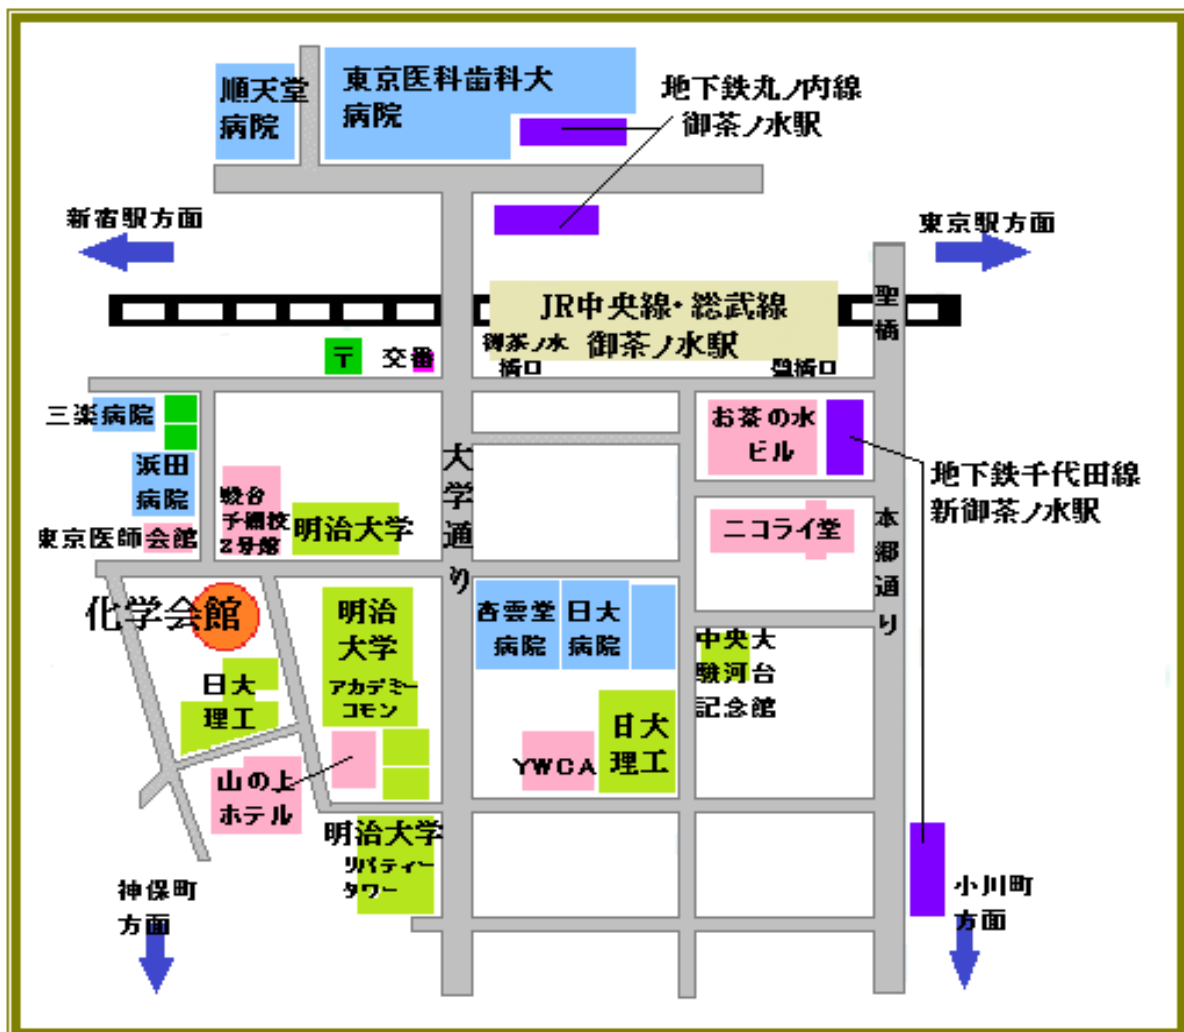 順天堂
病院
東京医科歯科大
病院
地下鉄丸ノ内線
御茶ノ水駅
新宿駅方面
東京駅方面
JR中央線・総武線
御茶ノ水駅
御茶ノ水
橋口
聖橋口
聖橋
〒
交番
三楽病院
浜田
病院
東京医師会館
駿台
予備校
2号館
明治大学
大学通り
お茶の水
ビル
地下鉄千代田線
新御茶ノ水駅
ニコライ堂
本郷通り
化学会館
明治
大学
アカデミー
コモン
杏雲堂
病院
日大
病院
中央大
駿河台
記念館
日大
理工
日大
理工
YWCA
山の上
ホテル
明治大学
リバティー
タワー
神保町
方面
小川町
方面